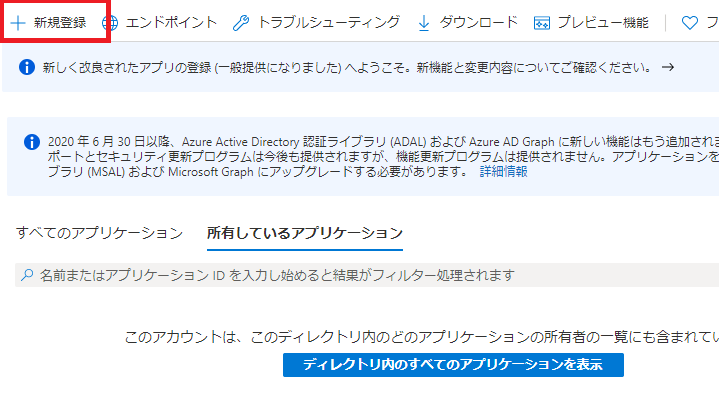 新規登録 エンドポイント トラブルシューティング ダウンロード プレビュー機能 フ
新しく改良されたアプリの登録 (一般提供になりました) へようこそ。新機能と変更内容についてご確認ください。 →
2020 年 6 月 30 日以降、Azure Active Directory 認証ライブラリ (ADAL) および Azure AD Graph に新しい機能はもう追加されま
ポートとセキュリティ更新プログラムは今後も提供されますが、機能更新プログラムは提供されません。アプリケーションを
ブラリ (MSAL) および Microsoft Graph にアップグレードする必要があります。 詳細情報
すべてのアプリケーション 所有しているアプリケーション
名前またはアプリケーション ID を入力し始めると結果がフィルター処理されます
このアカウントは、このディレクトリ内のどのアプリケーションの所有者の一覧にも含まれてい
ディレクトリ内のすべてのアプリケーションを表示